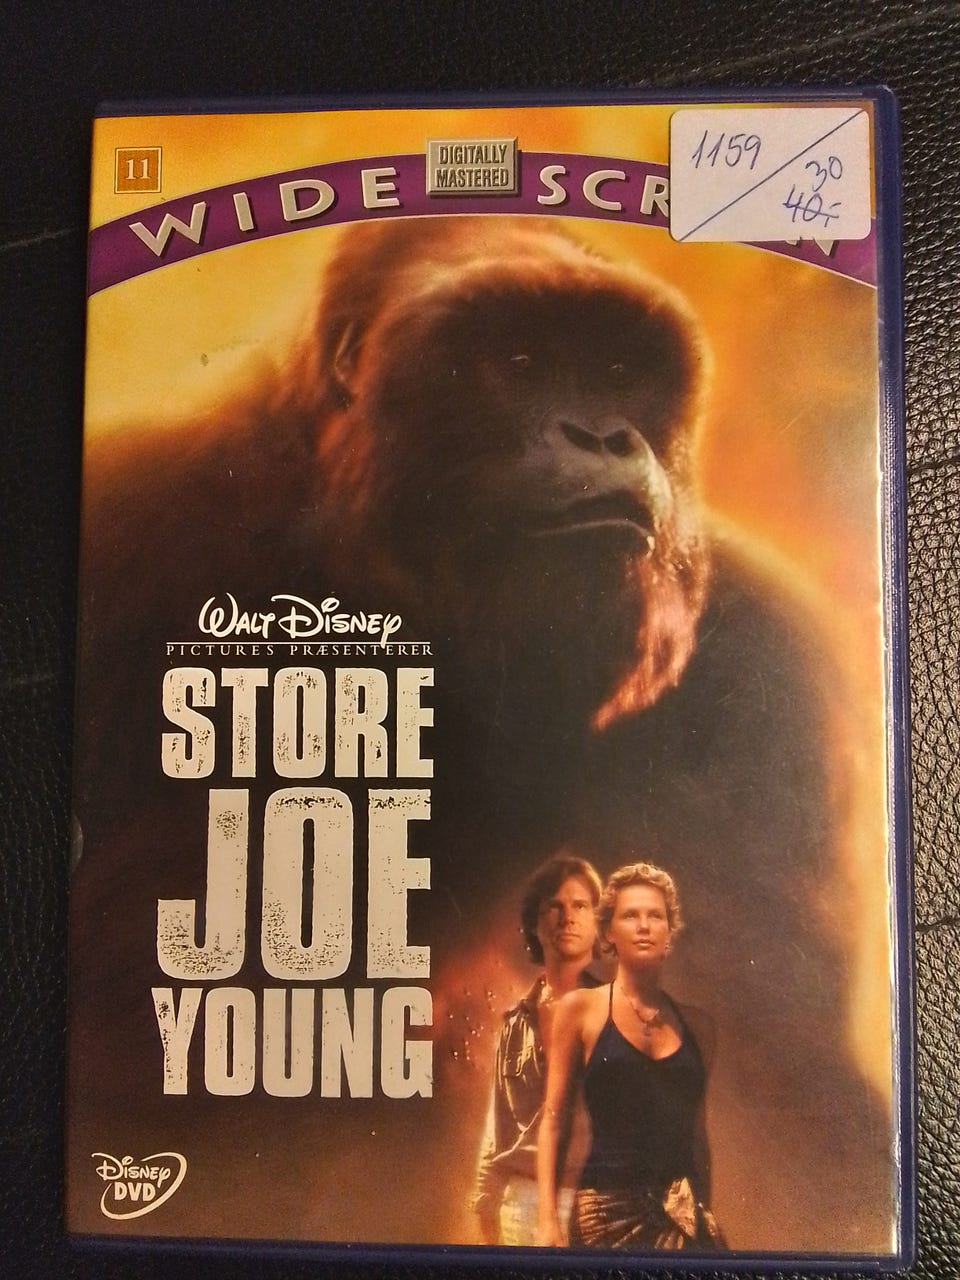 11
DIGITALLY
MASTERED
WIDE SCR N
1159
30
40,-
WALT DISNEY
PICTURES PRÆSENTERER
STORE
JOE
YOUNG
DISNEY
DVD